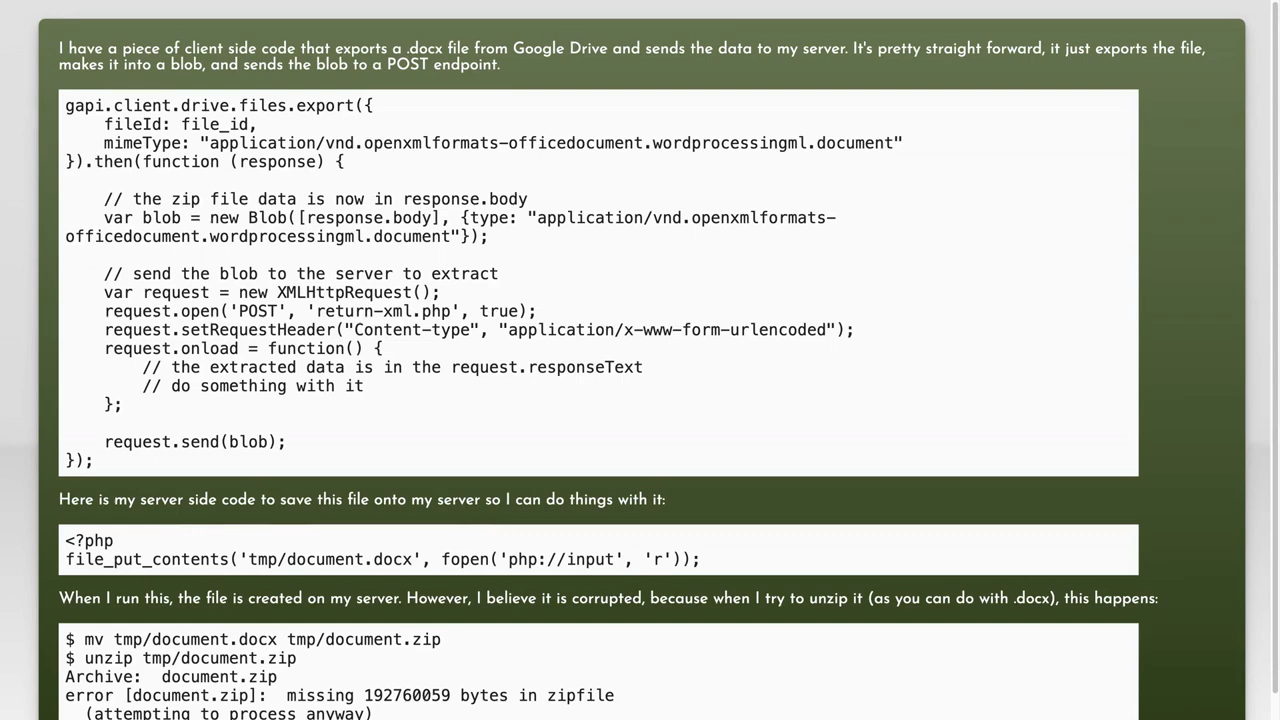 I have a piece of client side code that exports a .docx file from Google Drive and sends the data to my server. It's pretty straight forward, it just exports the file,
makes it into a blob, and sends the blob to a POST endpoint.
gapi.client.drive.files.export({
    fileId: file_id,
    mimeType: "application/vnd.openxmlformats-officedocument.wordprocessingml.document"
}).then(function (response) {
    // the zip file data is now in response.body
    var blob = new Blob([response.body], {type: "application/vnd.openxmlformats-
officedocument.wordprocessingml.document"});
    // send the blob to the server to extract
    var request = new XMLHttpRequest();
    request.open('POST', 'return-xml.php', true);
    request.setRequestHeader("Content-type", "application/x-www-form-urlencoded");
    request.onload = function() {
        // the extracted data is in the request.responseText
        // do something with it
    };
    request.send(blob);
});
Here is my server side code to save this file onto my server so I can do things with it:
<?php
file_put_contents('tmp/document.docx', fopen('php://input', 'r'));
When I run this, the file is created on my server. However, I believe it is corrupted, because when I try to unzip it (as you can do with .docx), this happens:
$ mv tmp/document.docx tmp/document.zip
$ unzip tmp/document.zip
Archive:  document.zip
error [document.zip]:  missing 192760059 bytes in zipfile
  (attempting to process anyway)